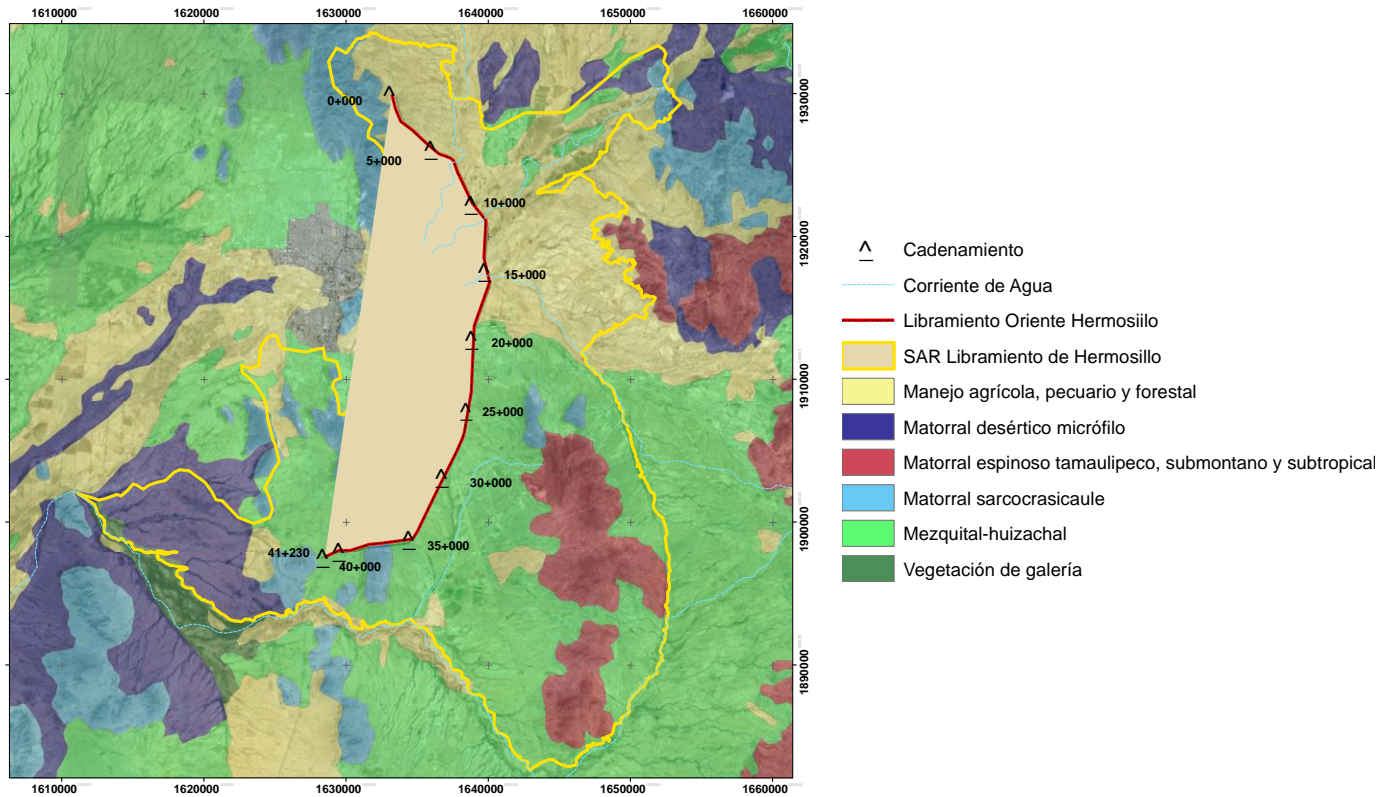 1610000 1620000 1630000 1640000 1650000 1660000
1930000
1920000
1910000
1900000
1890000
0+000
5+000
10+000
15+000
20+000
25+000
30+000
35+000
41+230
40+000
1610000 1620000 1630000 1640000 1650000 1660000
Cadenamiento
Corriente de Agua
Libramiento Oriente Hermosiilo
SAR Libramiento de Hermosillo
Manejo agrícola, pecuario y forestal
Matorral desértico micrófilo
Matorral espinoso tamaulipeco, submontano y subtropical
Matorral sarcocrasicaule
Mezquital-huizachal
Vegetación de galería